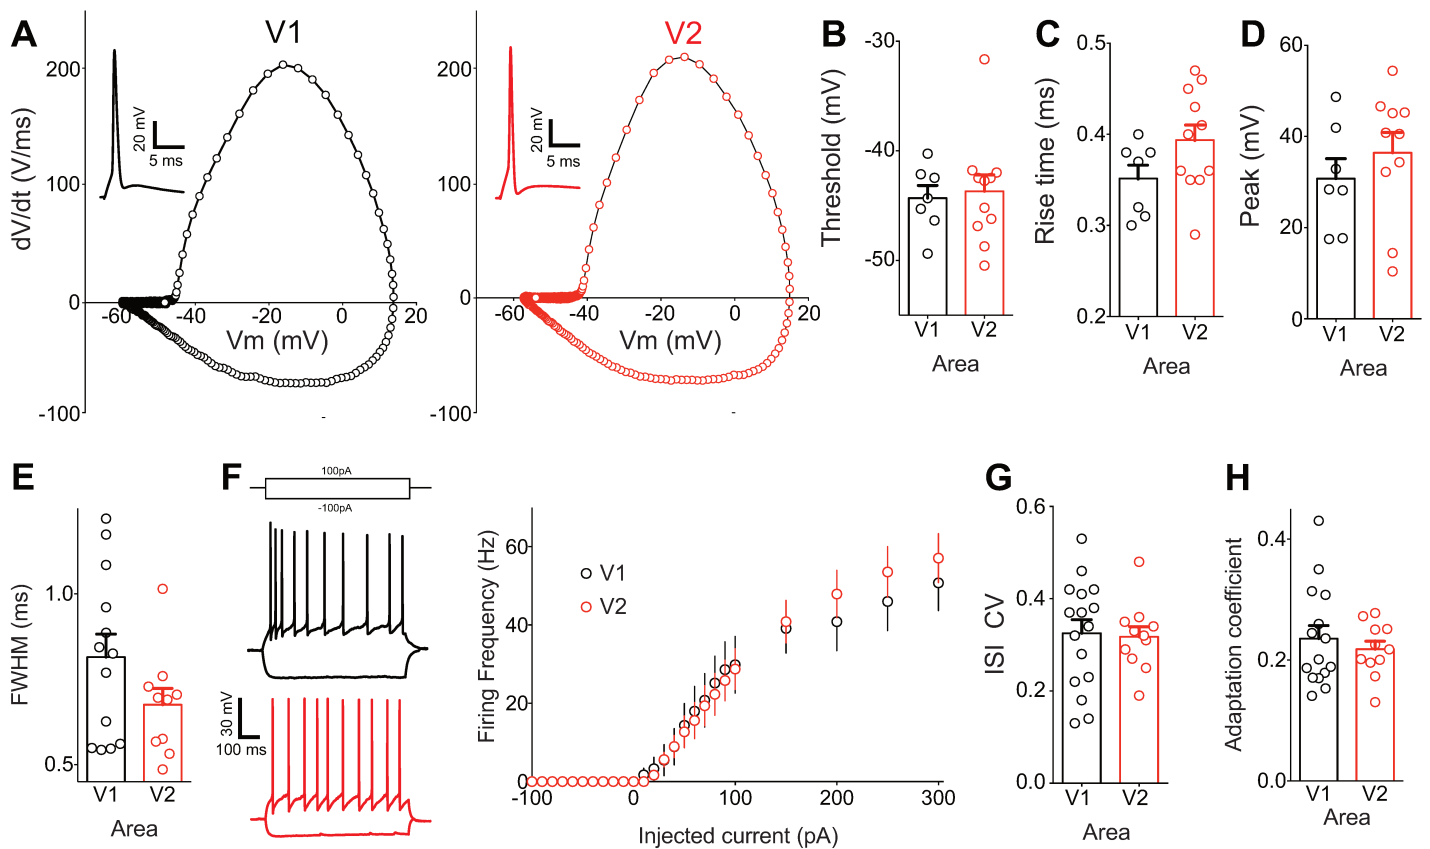 A
V1
dV/dt (V/ms)
200
100
0
-100
-60
-40
-20
0
20
Vm (mV)
20 mV
5 ms
-
V2
200
100
0
-100
-60
-40
-20
0
20
Vm (mV)
20 mV
5 ms
-
B
Threshold (mV)
-30
-40
-50
V1
V2
Area
C
Rise time (ms)
0.5
0.4
0.3
0.2
V1
V2
Area
D
Peak (mV)
60
40
20
0
V1
V2
Area
E
FWHM (ms)
1.0
0.5
V1
V2
Area
F
100pA
-100pA
30 mV
100 ms
Firing Frequency (Hz)
60
40
20
0
V1
V2
-100
0
100
200
300
Injected current (pA)
G
ISI CV
0.6
0.4
0.2
0.0
V1
V2
Area
H
Adaptation coefficient
0.4
0.2
0.0
V1
V2
Area